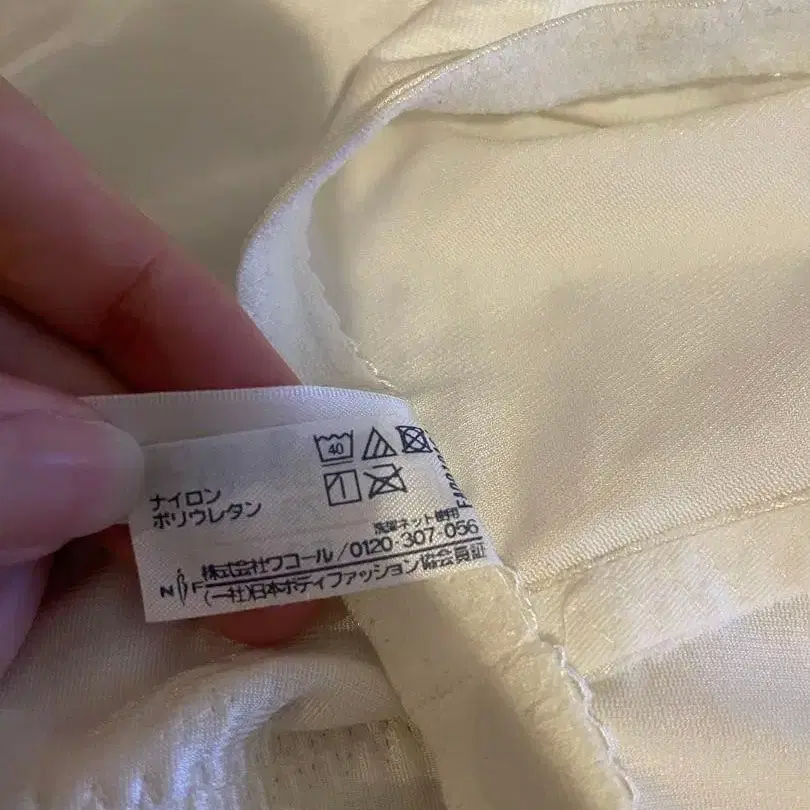 40
ナイロン
ポリウレタン
洗濯ネット使用
株式会社ワコール/0120-307-056
NBF(一社)日本ボディファッション協会員証